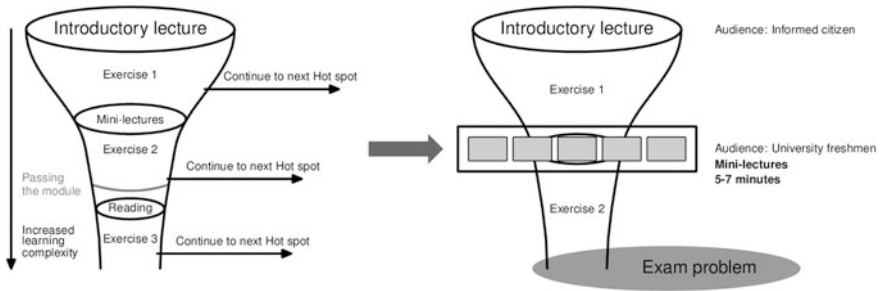 Introductory lecture
Exercise 1
Continue to next Hot spot
Mini-lectures
Exercise 2
Continue to next Hot spot
Passing
the module
Reading
Increased
learning
complexity
Exercise 3
Continue to next Hot spot
Introductory lecture
Audience: Informed citizen
Exercise 1
Audience: University freshmen
Mini-lectures
5-7 minutes
Exercise 2
Exam problem